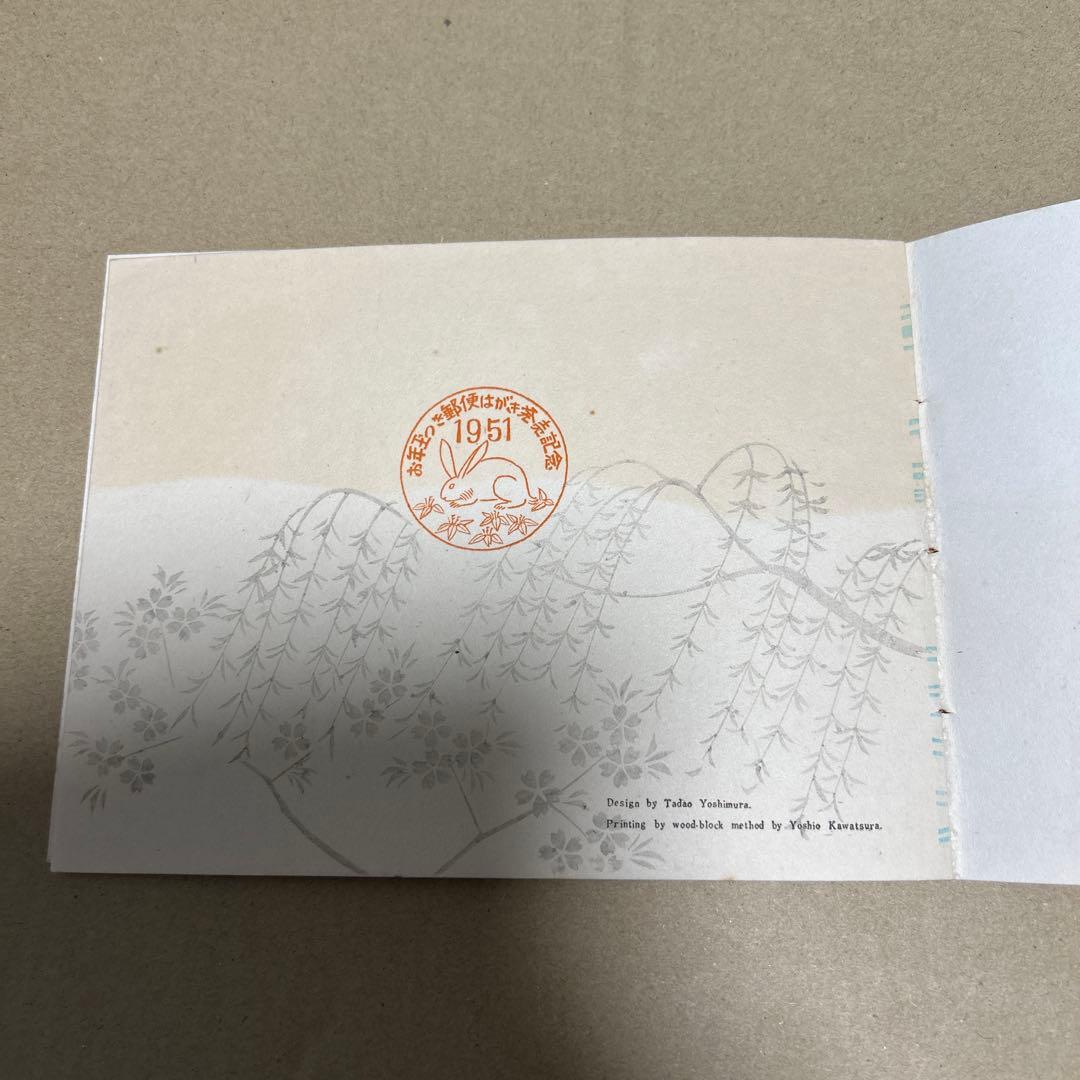 お年玉つき郵便はがき発売記念
1951
Design by Tadao Yoshimura.
Printing by wood-block method by Yoshio Kawatsura.